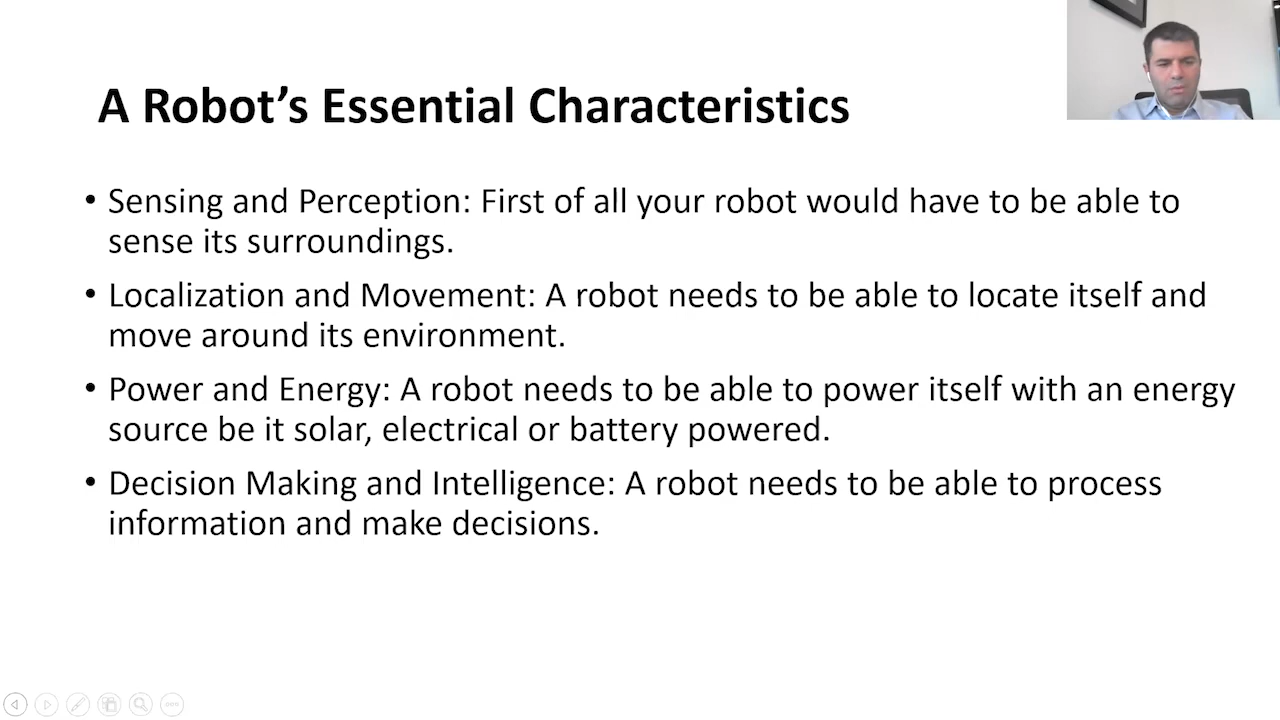 A Robot’s Essential Characteristics
• Sensing and Perception: First of all your robot would have to be able to
sense its surroundings.
• Localization and Movement: A robot needs to be able to locate itself and
move around its environment.
• Power and Energy: A robot needs to be able to power itself with an energy
source be it solar, electrical or battery powered.
• Decision Making and Intelligence: A robot needs to be able to process
information and make decisions.